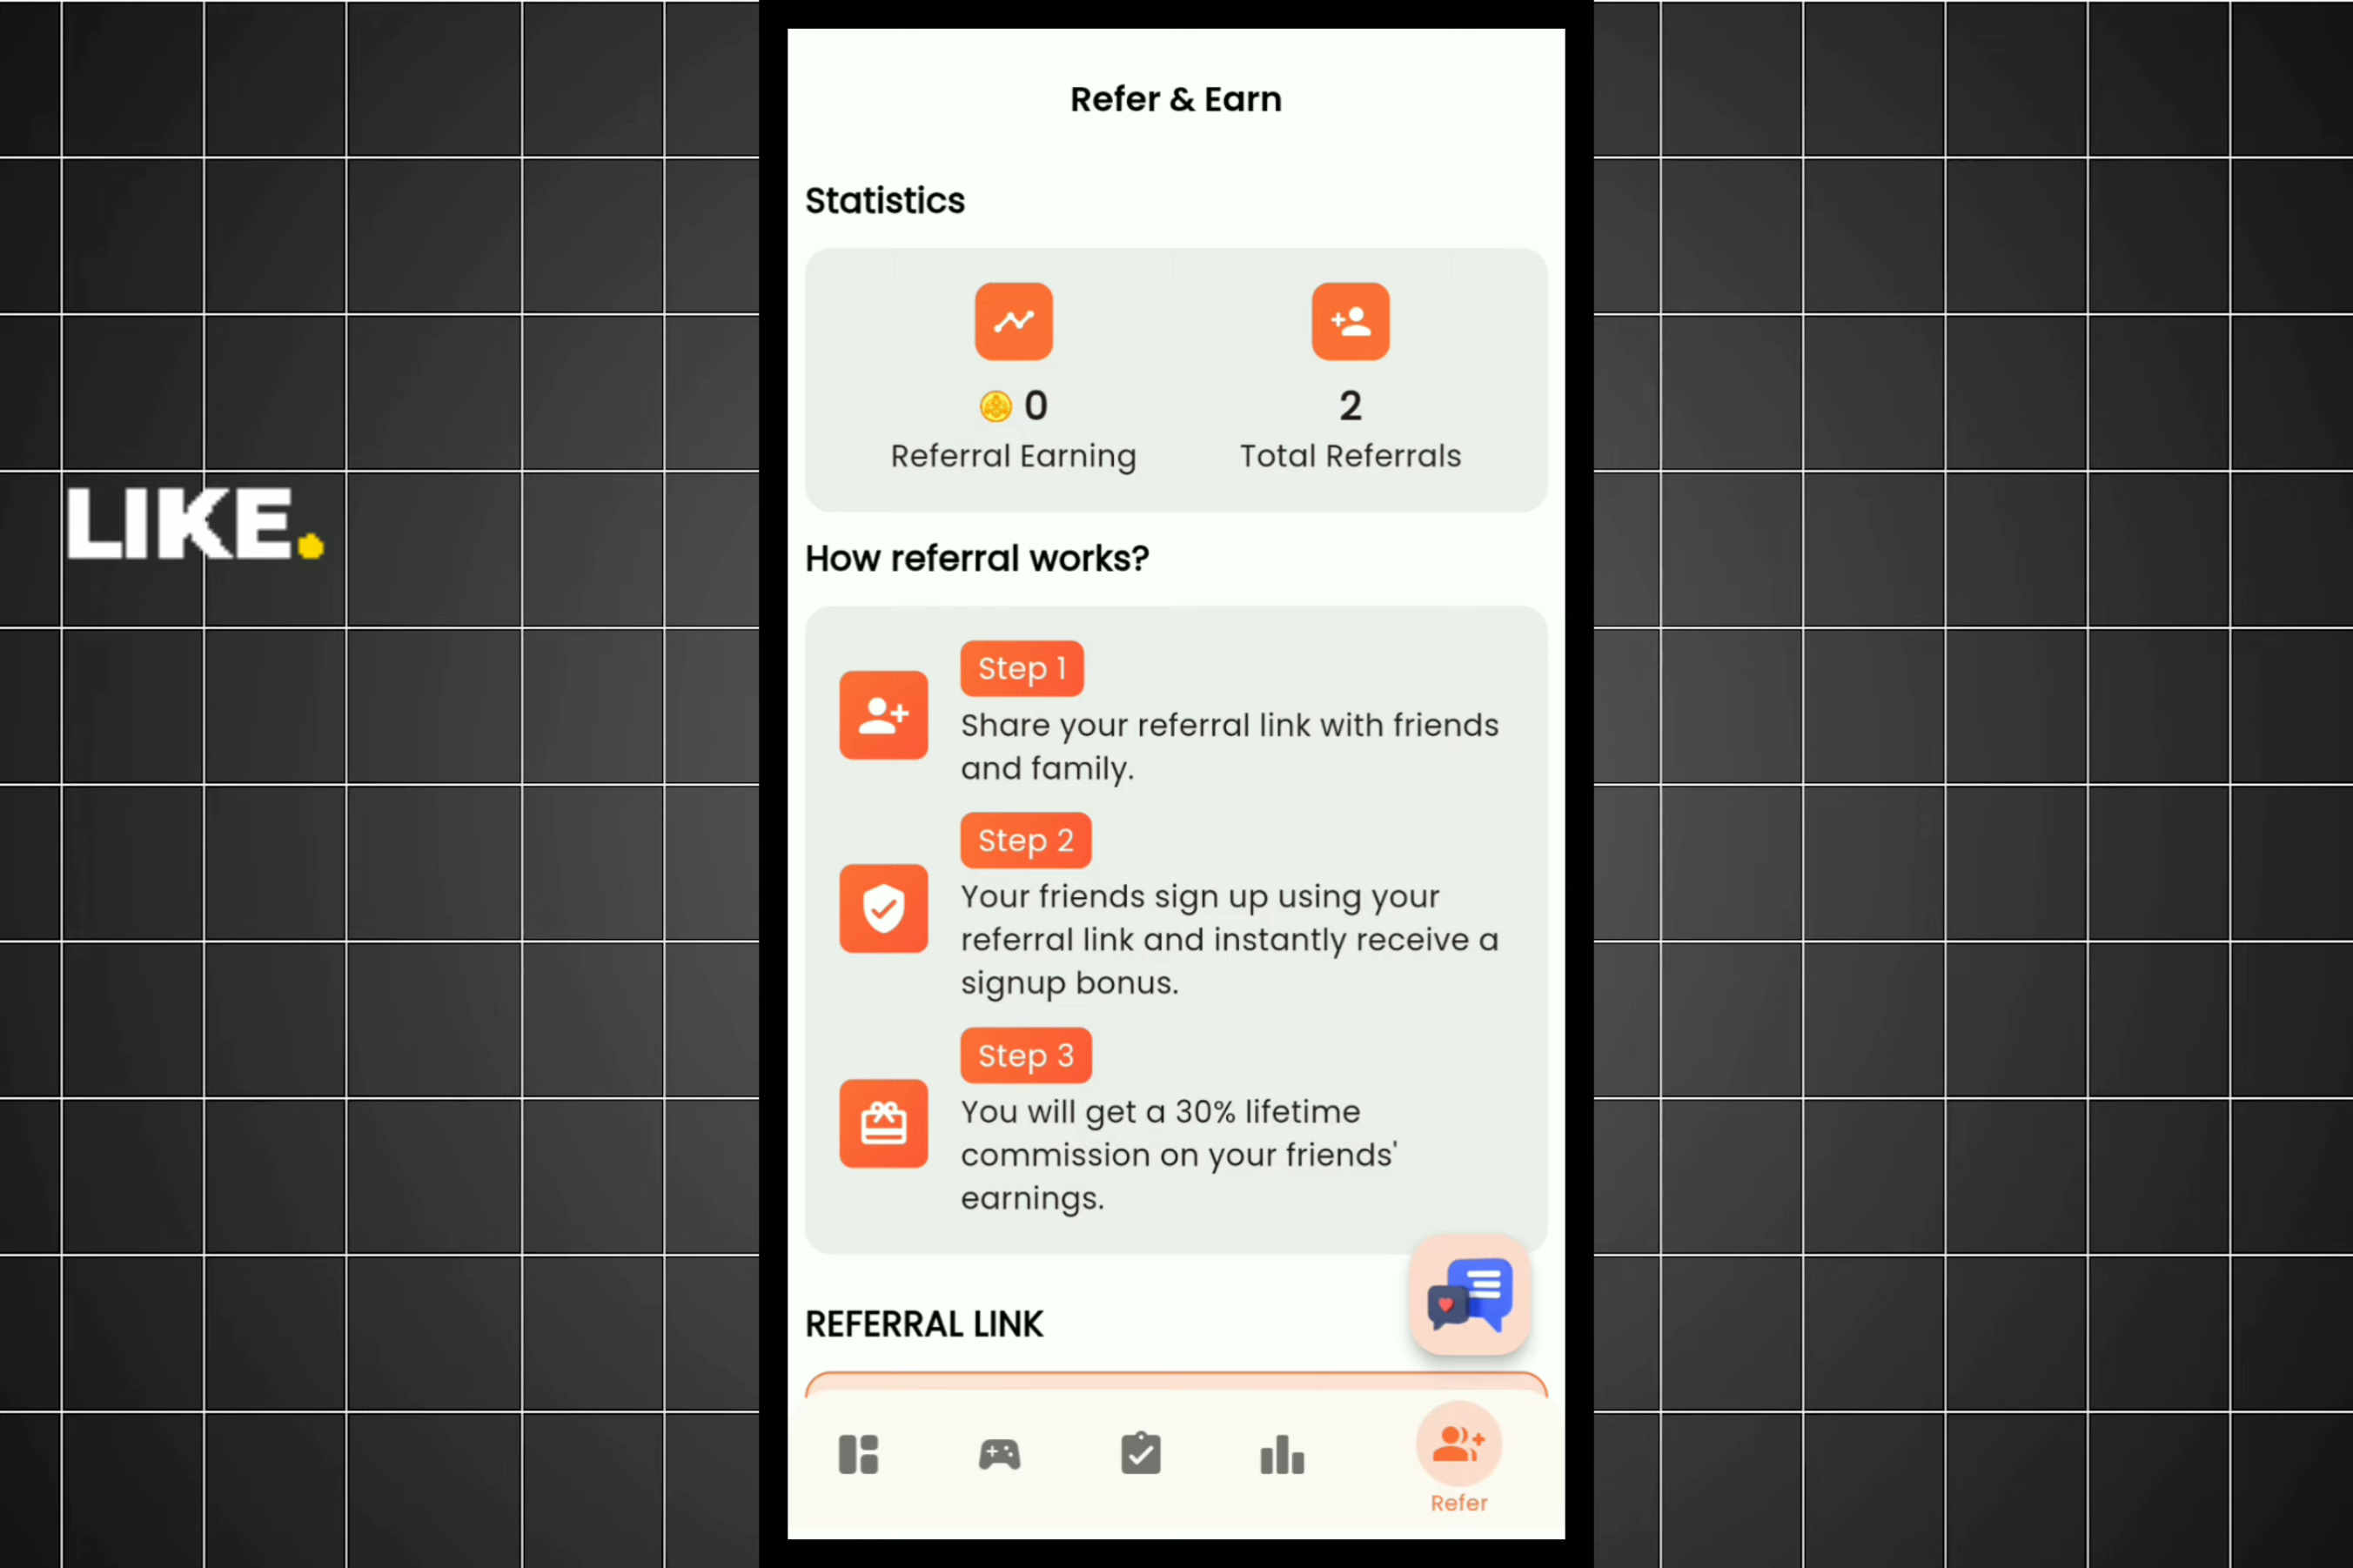 Refer & Earn
Statistics
0
2
Referral Earning
Total Referrals
LIKE.
How referral works?
Step 1
Share your referral link with friends
and family.
Step 2
Your friends sign up using your
referral link and instantly receive a
signup bonus.
Step 3
You will get a 30% lifetime
commission on your friends'
earnings.
REFERRAL LINK
Refer